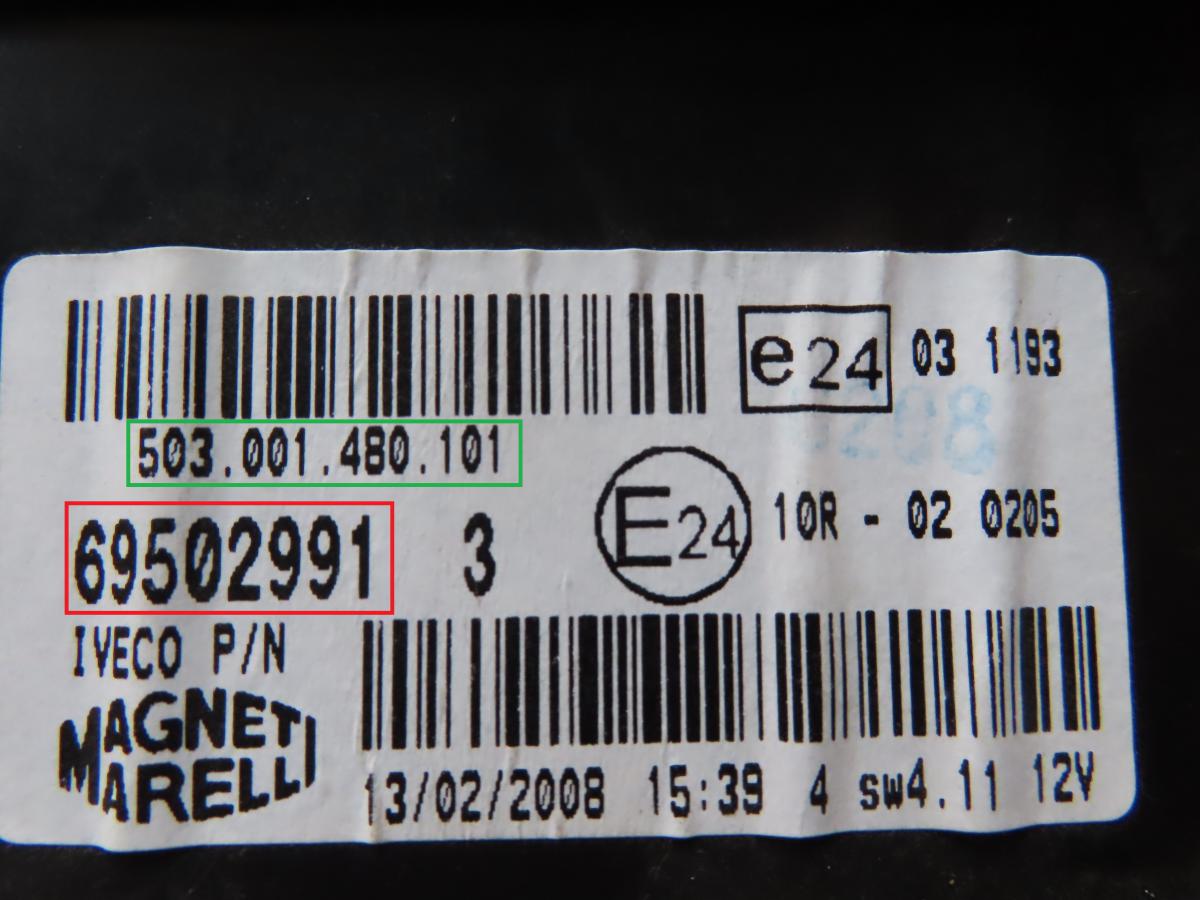 e24 03 1193
503.001.480.101
69502991 3
E24 10R - 02 0205
IVECO P/N
MAGNETI
MARELLI
13/02/2008 15:39 4 sw4.11 12V